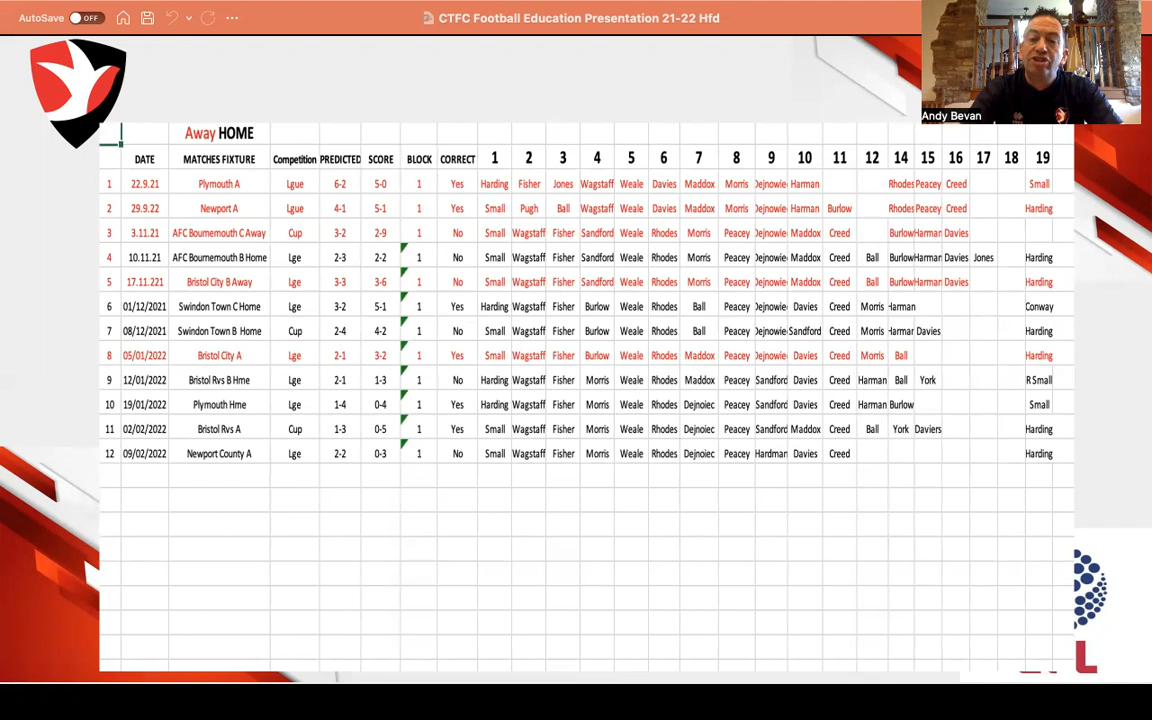 AutoSave OFF CTFC Football Education Presentation 21-22 Hfd
Andy Bevan
Away HOME
DATE MATCHES FIXTURE Competition PREDICTED SCORE BLOCK CORRECT 1 2 3 4 5 6 7 8 9 10 11 12 14 15 16 17 18 19
1 22.9.21 Plymouth A Lgue 6-2 5-0 1 Yes Harding Fisher Jones Wagstaff Weale Davies Maddox Morris Dejnowie Harman Rhodes Peacey Creed Small
2 29.9.22 Newport A Lgue 4-1 5-1 1 Yes Small Pugh Ball Wagstaff Weale Davies Maddox Morris Dejnowie Harman Burlow Rhodes Peacey Creed Harding
3 3.11.21 AFC Bournemouth C Away Cup 3-2 2-9 1 No Small Wagstaff Fisher Sandford Weale Rhodes Morris Peacey Dejnowie Maddox Creed Burlow Harman Davies
4 10.11.21 AFC Bournemouth B Home Lge 2-3 2-2 1 No Small Wagstaff Fisher Sandford Weale Rhodes Morris Peacey Dejnowie Maddox Creed Ball Burlow Harman Davies Jones Harding
5 17.11.221 Bristol City B Away Lge 3-3 3-6 1 No Small Wagstaff Fisher Sandford Weale Rhodes Morris Peacey Dejnowie Maddox Creed Ball Burlow Harman Davies Harding
6 01/12/2021 Swindon Town C Home Lge 3-2 5-1 1 Yes Harding Wagstaff Fisher Burlow Weale Rhodes Ball Peacey Dejnowie Davies Creed Morris Harman Conway
7 08/12/2021 Swindon Town B Home Cup 2-4 4-2 1 No Small Wagstaff Fisher Burlow Weale Rhodes Ball Peacey Dejnowie Sandford Creed Morris Harmar Davies Harding
8 05/01/2022 Bristol City A Lge 2-1 3-2 1 Yes Small Wagstaff Fisher Burlow Weale Rhodes Maddox Peacey Dejnowie Davies Creed Morris Ball Harding
9 12/01/2022 Bristol Rvs B Hme Lge 2-1 1-3 1 No Harding Wagstaff Fisher Morris Weale Rhodes Maddox Peacey Sandford Davies Creed Harman Ball York R Small
10 19/01/2022 Plymouth Hme Lge 1-4 0-4 1 Yes Harding Wagstaff Fisher Morris Weale Rhodes Dejnoiec Peacey Sandford Davies Creed Harman Burlow Small
11 02/02/2022 Bristol Rvs A Cup 1-3 0-5 1 Yes Small Wagstaff Fisher Morris Weale Rhodes Dejnoiec Peacey Sandford Maddox Creed Ball York Daviers Harding
12 09/02/2022 Newport County A Lge 2-2 0-3 1 No Small Wagstaff Fisher Morris Weale Rhodes Dejnoiec Peacey Hardman Davies Creed Harding